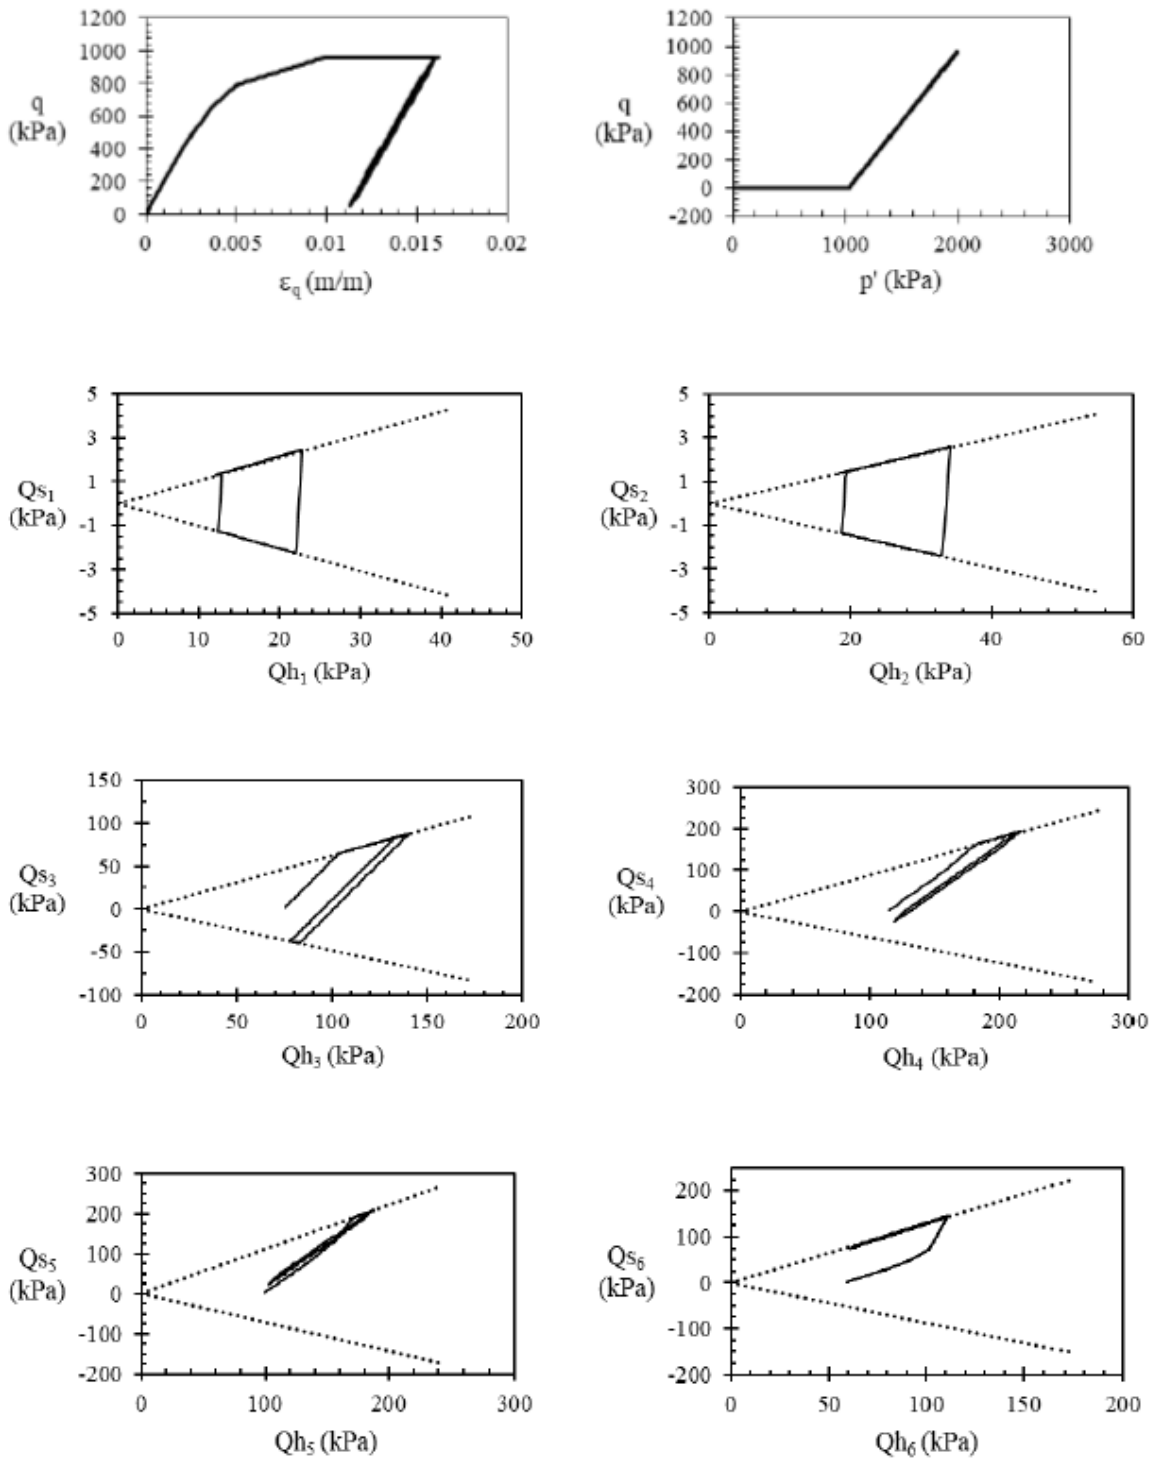 1200
1000
800
600
400
200
0
q
(kPa)
0 0.005 0.01 0.015 0.02
εq (m/m)
1200
1000
800
600
400
200
0
-200
q
(kPa)
0 1000 2000 3000
p' (kPa)
5
3
1
-1
-3
-5
Qs1
(kPa)
0 10 20 30 40 50
Qh1 (kPa)
5
3
1
-1
-3
-5
Qs2
(kPa)
0 20 40 60
Qh2 (kPa)
150
100
50
0
-50
-100
Qs3
(kPa)
0 50 100 150 200
Qh3 (kPa)
300
200
100
0
-100
-200
Qs4
(kPa)
0 100 200 300
Qh4 (kPa)
300
200
100
0
-100
-200
Qs5
(kPa)
0 100 200 300
Qh5 (kPa)
200
100
0
-100
-200
Qs6
(kPa)
0 50 100 150 200
Qh6 (kPa)